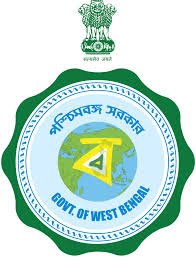 सत्यमेव जयते
পশ্চিমবঙ্গ সরকার
ব
GOVT. OF WEST BENGAL